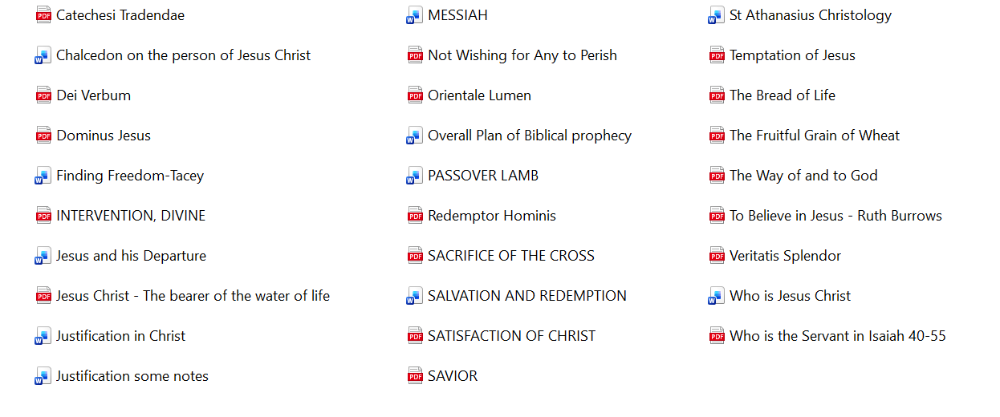 Catechesi Tradendae
Chalcedon on the person of Jesus Christ
Dei Verbum
Dominus Jesus
Finding Freedom-Tacey
INTERVENTION, DIVINE
Jesus and his Departure
Jesus Christ - The bearer of the water of life
Justification in Christ
Justification some notes
MESSIAH
Not Wishing for Any to Perish
Orientale Lumen
Overall Plan of Biblical prophecy
PASSOVER LAMB
Redemptor Hominis
SACRIFICE OF THE CROSS
SALVATION AND REDEMPTION
SATISFACTION OF CHRIST
SAVIOR
St Athanasius Christology
Temptation of Jesus
The Bread of Life
The Fruitful Grain of Wheat
The Way of and to God
To Believe in Jesus - Ruth Burrows
Veritatis Splendor
Who is Jesus Christ
Who is the Servant in Isaiah 40-55